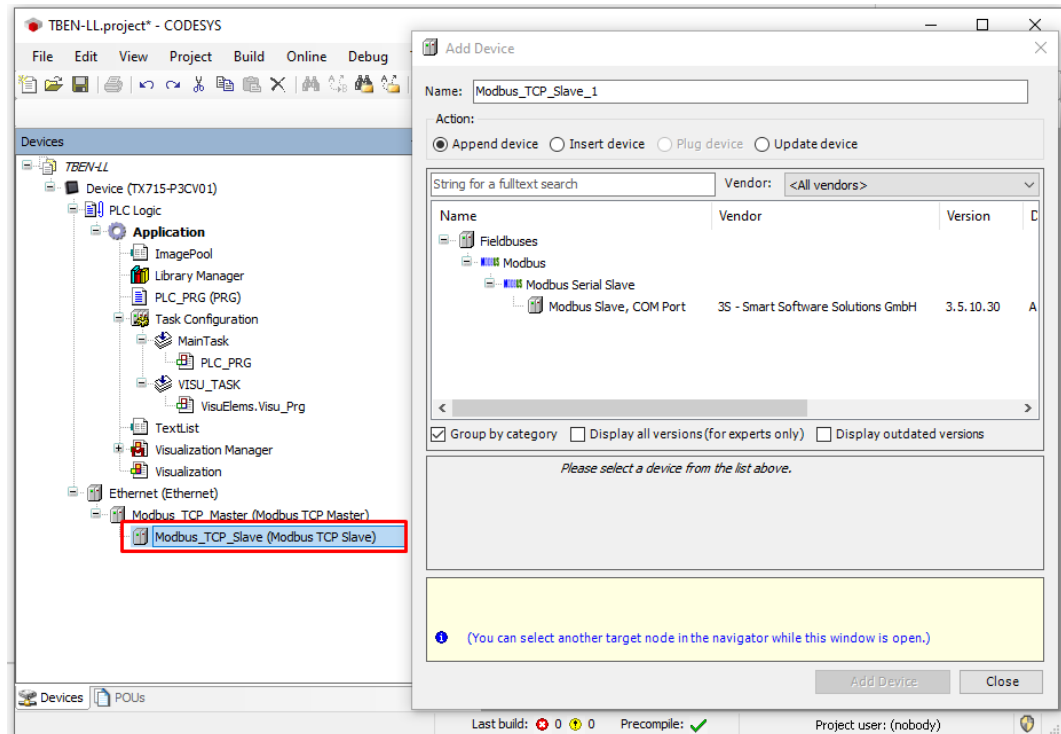 TBEN-LL.project* - CODESYS
File Edit View Project Build Online Debug
Devices
TBEN-LL
Device (TX715-P3CV01)
PLC Logic
Application
ImagePool
Library Manager
PLC_PRG (PRG)
Task Configuration
MainTask
PLC_PRG
VISU_TASK
VisuElems.Visu_Prg
TextList
Visualization Manager
Visualization
Ethernet (Ethernet)
Modbus_TCP_Master (Modbus TCP Master)
Modbus_TCP_Slave (Modbus TCP Slave)
Devices POUs
Add Device
Name: Modbus_TCP_Slave_1
Action:
Append device Insert device Plug device Update device
String for a fulltext search Vendor: <All vendors>
Name Vendor Version
Fieldbuses
Modbus
Modbus Serial Slave
Modbus Slave, COM Port 3S - Smart Software Solutions GmbH 3.5.10.30 A
Group by category Display all versions (for experts only) Display outdated versions
Please select a device from the list above.
(You can select another target node in the navigator while this window is open.)
Add Device Close
Last build: 0 0 Precompile: Project user: (nobody)